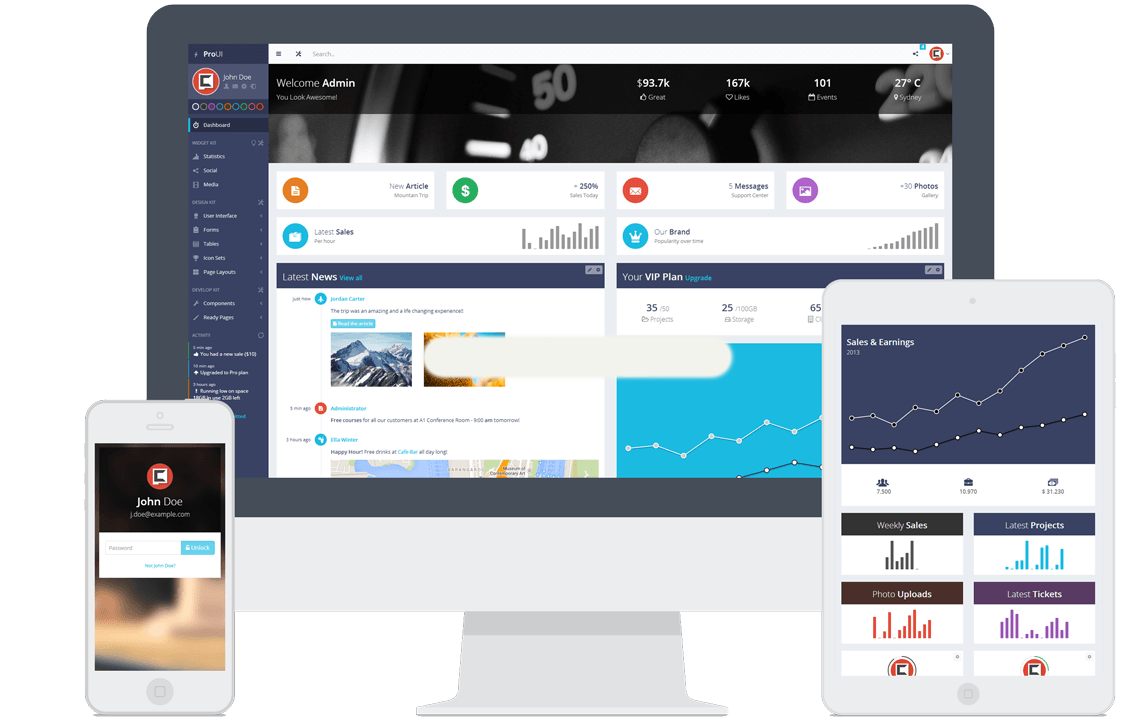 ProUI
Search..
4
John Doe
Welcome Admin
You Look Awesome!
$93.7k
Great
167k
Likes
101
Events
27° C
Sydney
Dashboard
WIDGET KIT
Statistics
Social
Media
DESIGN KIT
User Interface
Forms
Tables
Icon Sets
Page Layouts
DEVELOP KIT
Components
Ready Pages
ACTIVITY
5 min ago
You had a new sale ($10)
10 min ago
Upgraded to Pro plan
3 hours ago
Running low on space
18GB in use 2GB left
New Article
Mountain Trip
+ 250%
Sales Today
5 Messages
Support Center
+30 Photos
Gallery
Latest Sales
Per hour
Our Brand
Popularity over time
Latest News View all
just now
Jordan Carter
The trip was an amazing and a life changing experience!!
Read the article
5 min ago
Administrator
Free courses for all our customers at A1 Conference Room - 9:00 am tomorrow!
3 hours ago
Ella Winter
Happy Hour! Free drinks at Cafe-Bar all day long!
Museum of
Contemporary Art
Your VIP Plan Upgrade
35 /50
Projects
25 /100GB
Storage
65
John Doe
j.doe@example.com
Password
Unlock
Not John Doe?
Sales & Earnings
2013
7.500
10.970
$ 31.230
Weekly Sales
Latest Projects
Photo Uploads
Latest Tickets